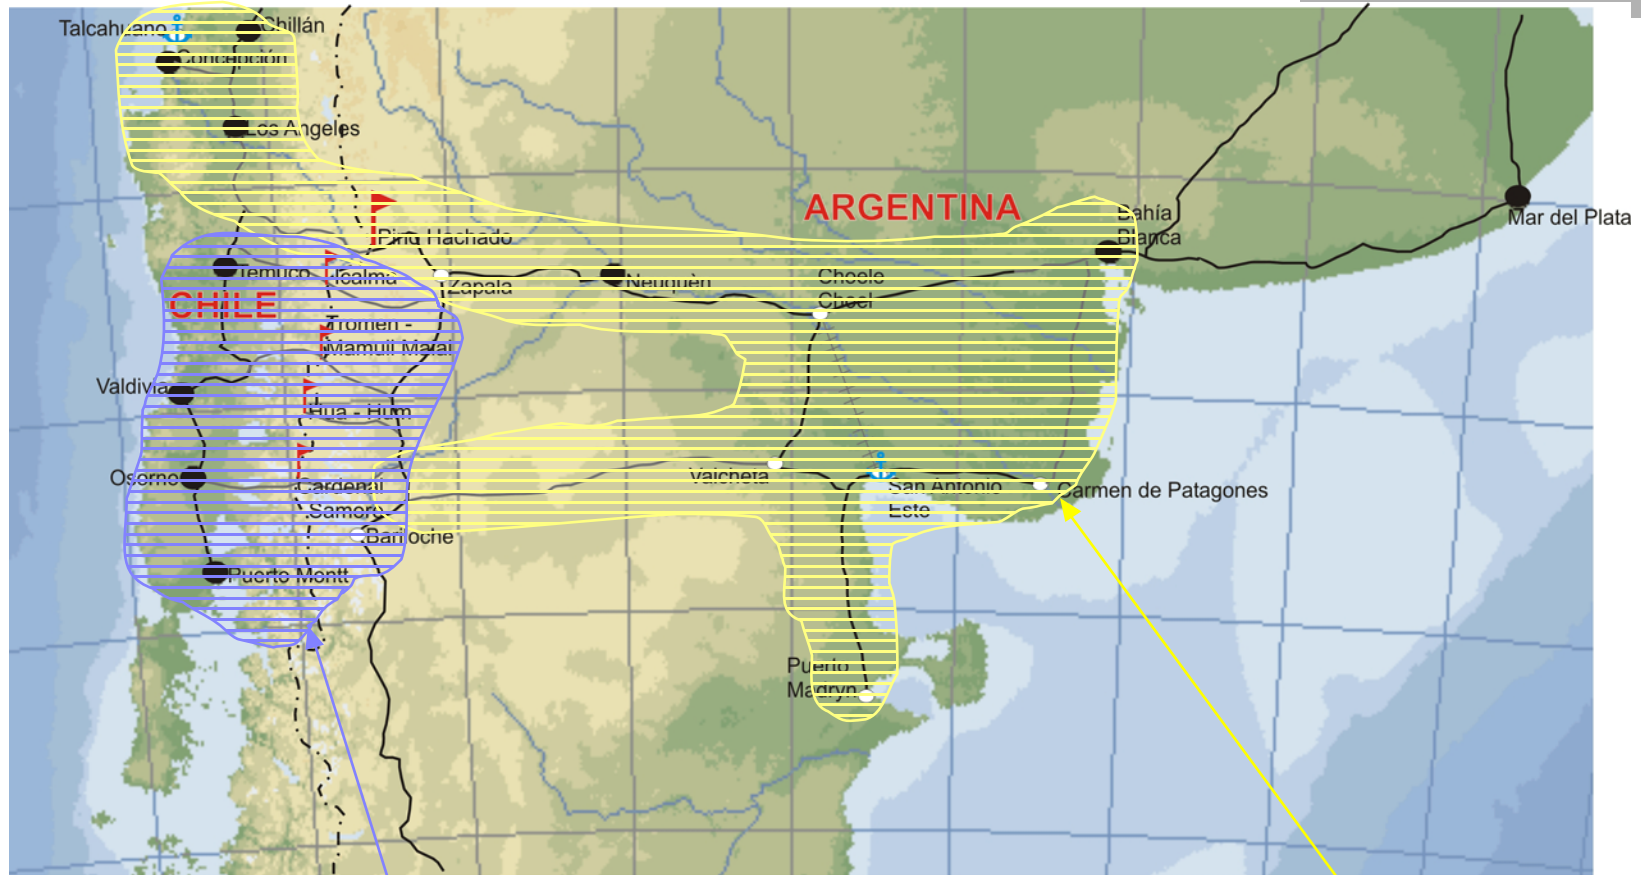 Talcahuano
Chillán
Concepción
Los Angeles
ARGENTINA
Bahía
Blanca
Mar del Plata
Pino Hachado
Temuco
Icalma
Zapala
Neuquèn
Choele
Choel
CHILE
Tromen -
Mamuil Malal
Valdivia
Hua - Hum
Osorno
Cardenal
Samore
Bariloche
Valcheta
San Antonio
Este
Carmen de Patagones
Puerto Montt
Puerto
Madryn